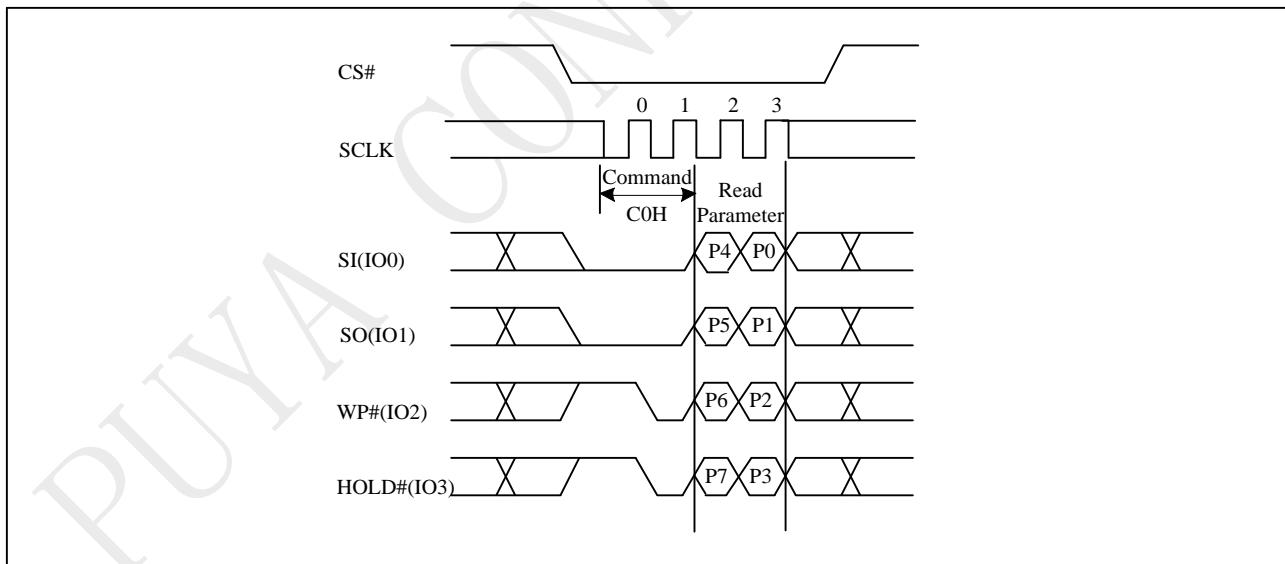 PUYA CONF
CS#
0 1 2 3
SCLK
Command
C0H
Read
Parameter
SI(IO0)
P4 P0
SO(IO1)
P5 P1
WP#(IO2)
P6 P2
HOLD#(IO3)
P7 P3